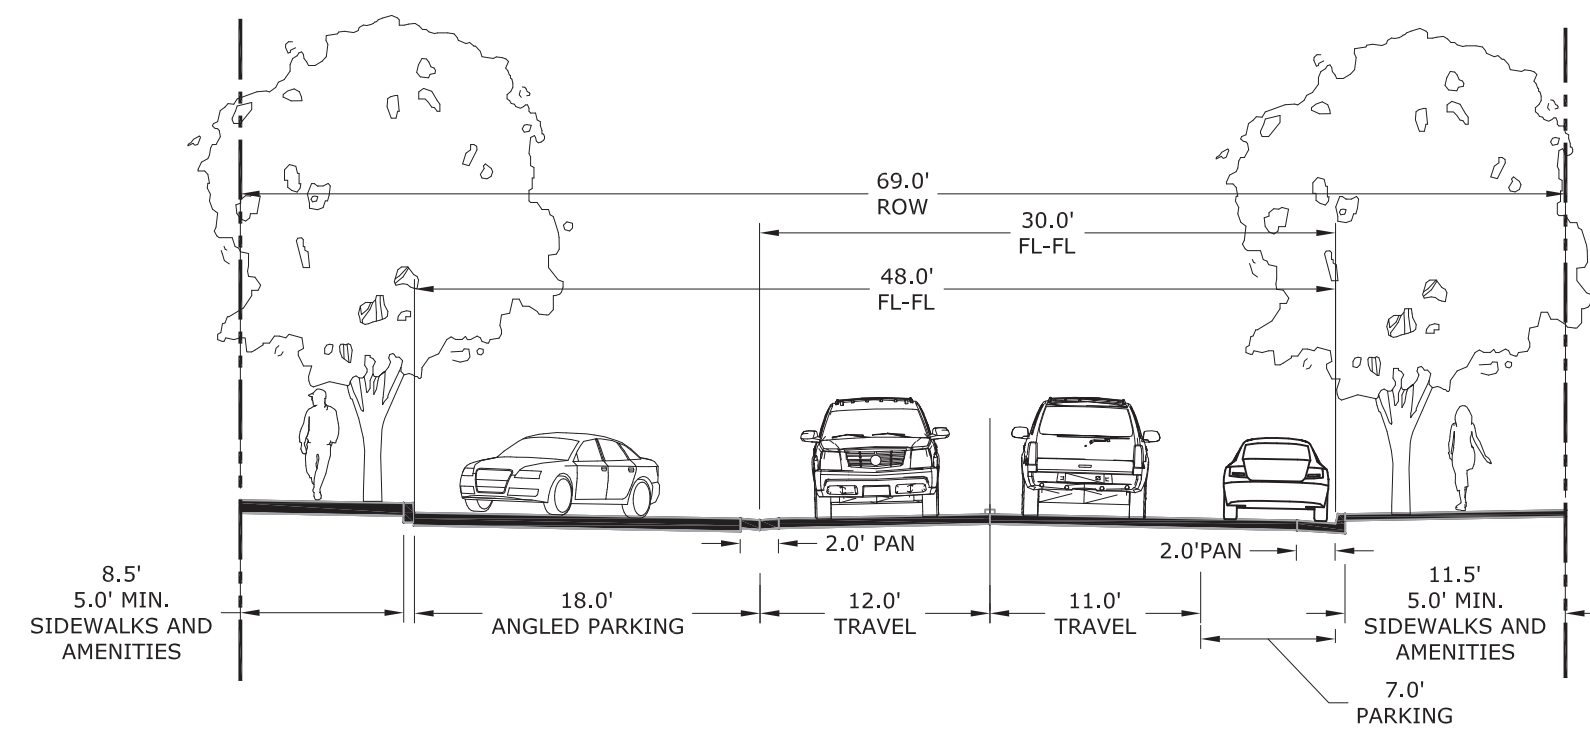 69.0'
ROW
30.0'
FL-FL
48.0'
FL-FL
2.0' PAN
2.0'PAN
8.5'
5.0' MIN.
SIDEWALKS AND
AMENITIES
18.0'
ANGLED PARKING
12.0'
TRAVEL
11.0'
TRAVEL
11.5'
5.0' MIN.
SIDEWALKS AND
AMENITIES
7.0'
PARKING